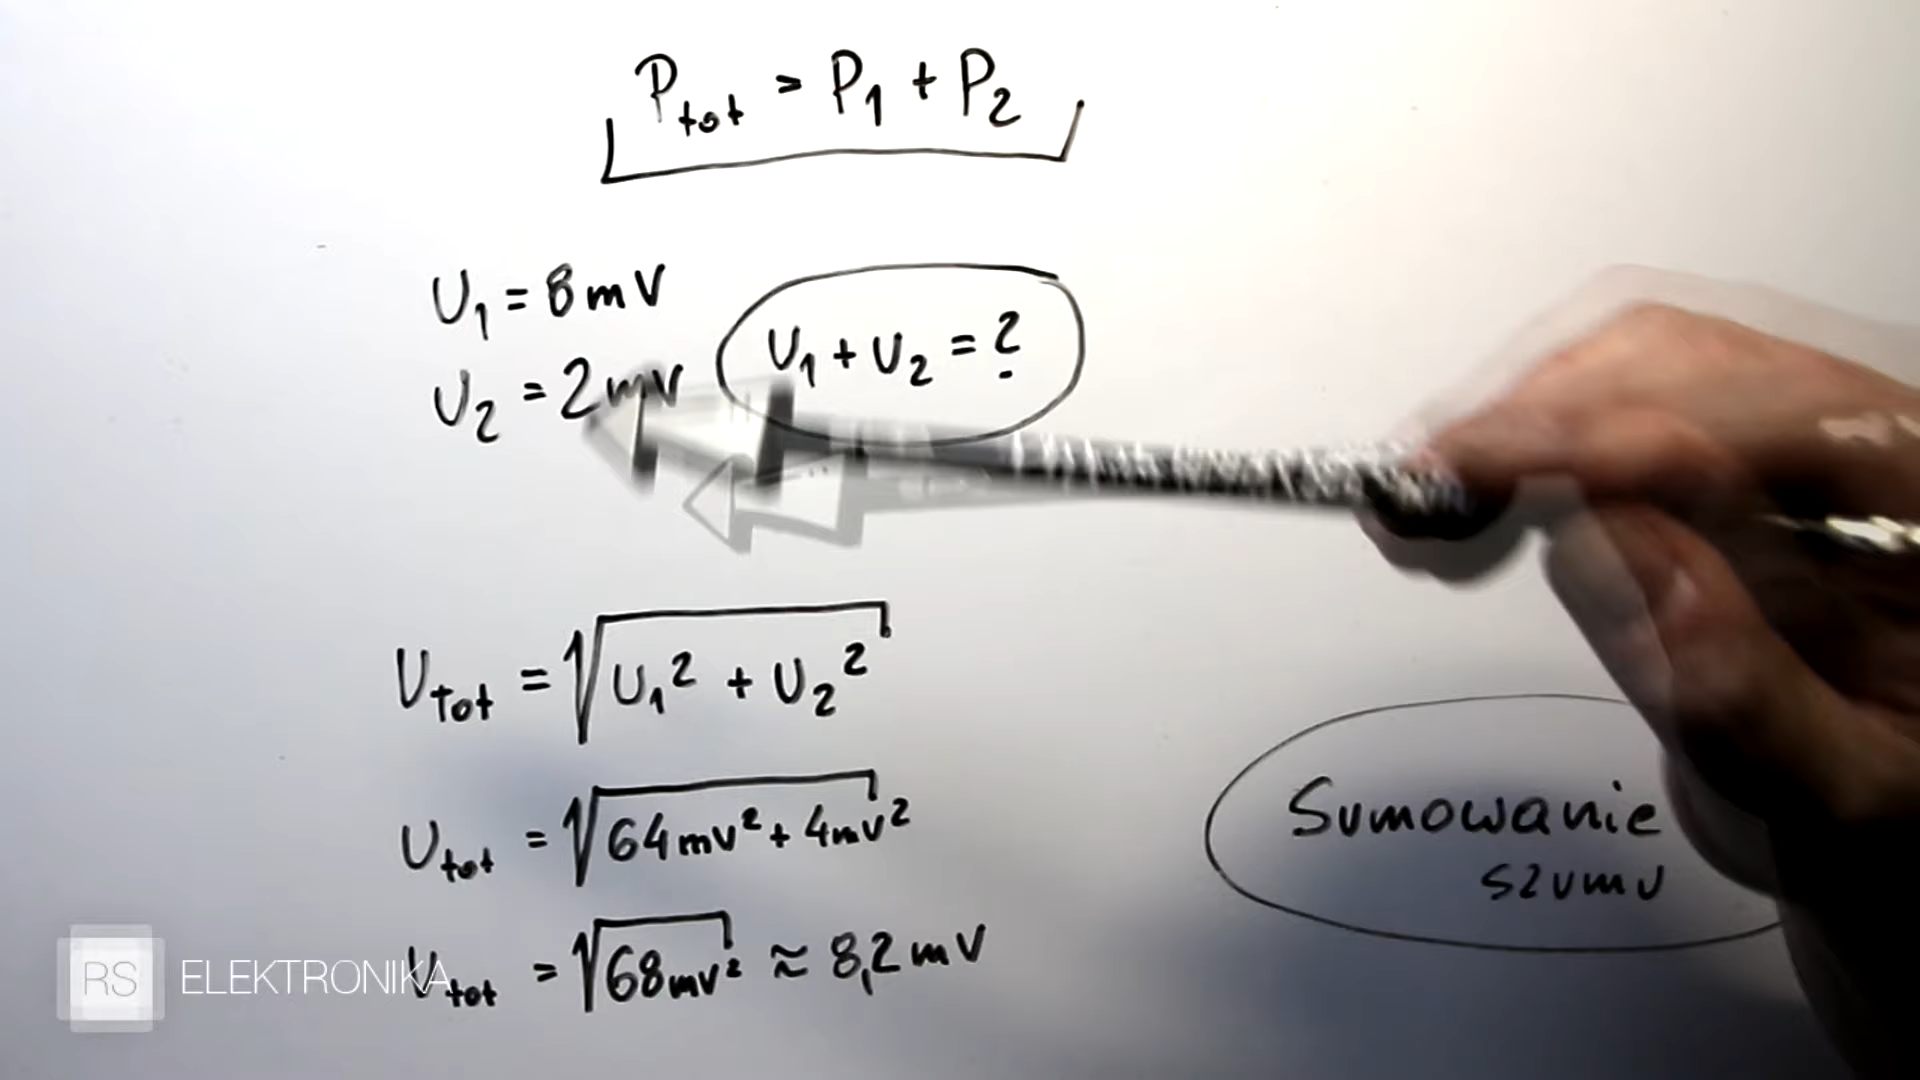 P_tot = P_1 + P_2
U_1 = 8mV
U_2 = 2mV
U_1 + U_2 = ?
U_tot = √(U_1² + U_2²)
U_tot = √(64mV² + 4mV²)
U_tot = √(68mV²) ≈ 8,2mV
Sumowanie
szumu
RS ELEKTRONIKA